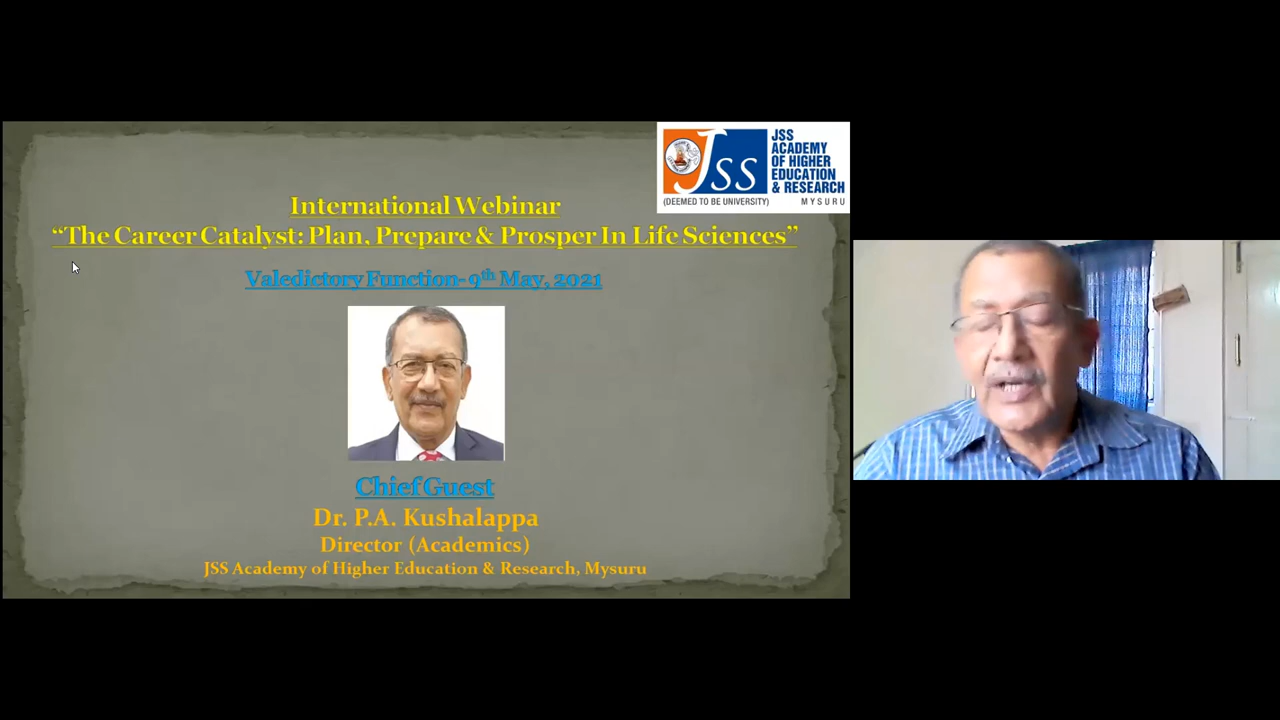 JSS
JSS
ACADEMY
OF HIGHER
EDUCATION
& RESEARCH
(DEEMED TO BE UNIVERSITY) MYSURU
International Webinar
“The Career Catalyst: Plan, Prepare & Prosper In Life Sciences”
Valedictory Function- 9th May, 2021
Chief Guest
Dr. P.A. Kushalappa
Director (Academics)
JSS Academy of Higher Education & Research, Mysuru